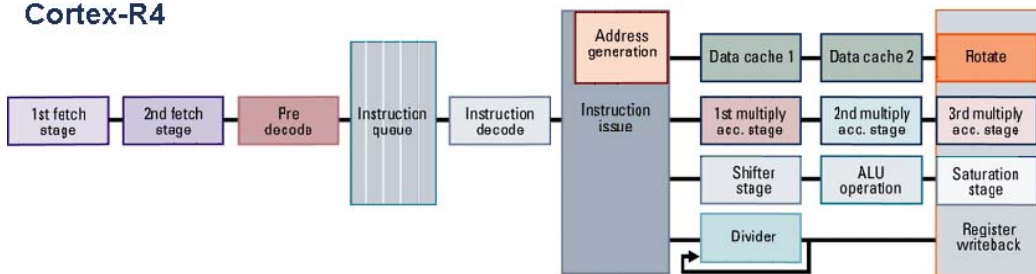 Cortex-R4
1st fetch
stage
2nd fetch
stage
Pre
decode
Instruction
queue
Instruction
decode
Instruction
issue
Address
generation
Data cache 1
Data cache 2
Rotate
1st multiply
acc. stage
2nd multiply
acc. stage
3rd multiply
acc. stage
Shifter
stage
ALU
operation
Saturation
stage
Divider
Register
writeback